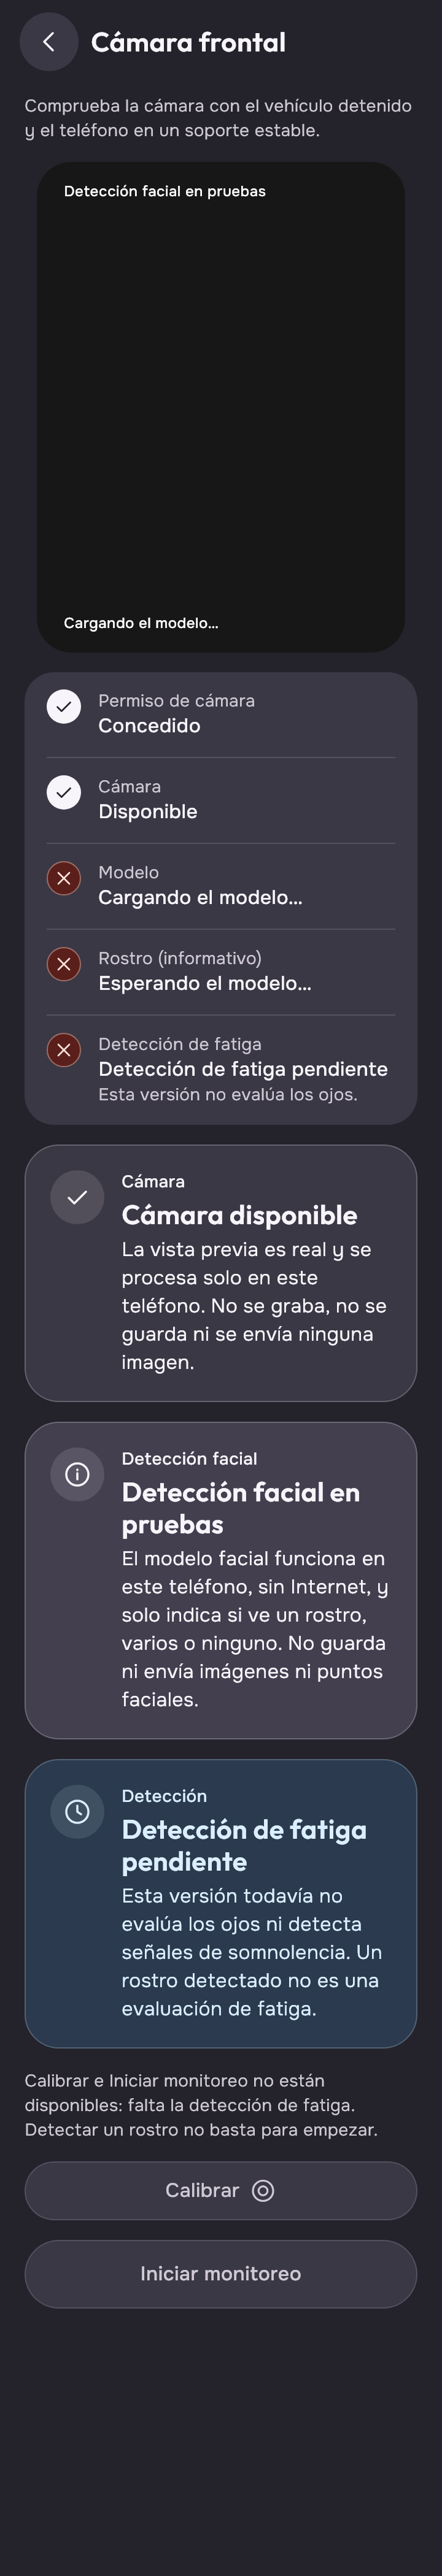 Cámara frontal
Comprueba la cámara con el vehículo detenido
y el teléfono en un soporte estable.
Detección facial en pruebas
Cargando el modelo...
Permiso de cámara
Concedido
Cámara
Disponible
Modelo
Cargando el modelo...
Rostro (informativo)
Esperando el modelo...
Detección de fatiga
Detección de fatiga pendiente
Esta versión no evalúa los ojos.
Cámara
Cámara disponible
La vista previa es real y se
procesa solo en este
teléfono. No se graba, no se
guarda ni se envía ninguna
imagen.
Detección facial
Detección facial en
pruebas
El modelo facial funciona en
este teléfono, sin Internet, y
solo indica si ve un rostro,
varios o ninguno. No guarda
ni envía imágenes ni puntos
faciales.
Detección
Detección de fatiga
pendiente
Esta versión todavía no
evalúa los ojos ni detecta
señales de somnolencia. Un
rostro detectado no es una
evaluación de fatiga.
Calibrar e Iniciar monitoreo no están
disponibles: falta la detección de fatiga.
Detectar un rostro no basta para empezar.
Calibrar
Iniciar monitoreo